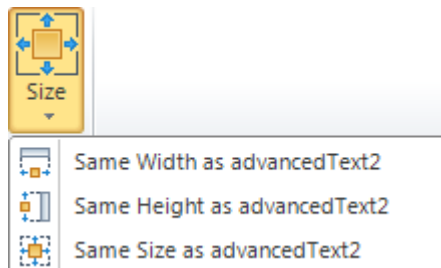 Size
Same Width as advancedText2
Same Height as advancedText2
Same Size as advancedText2